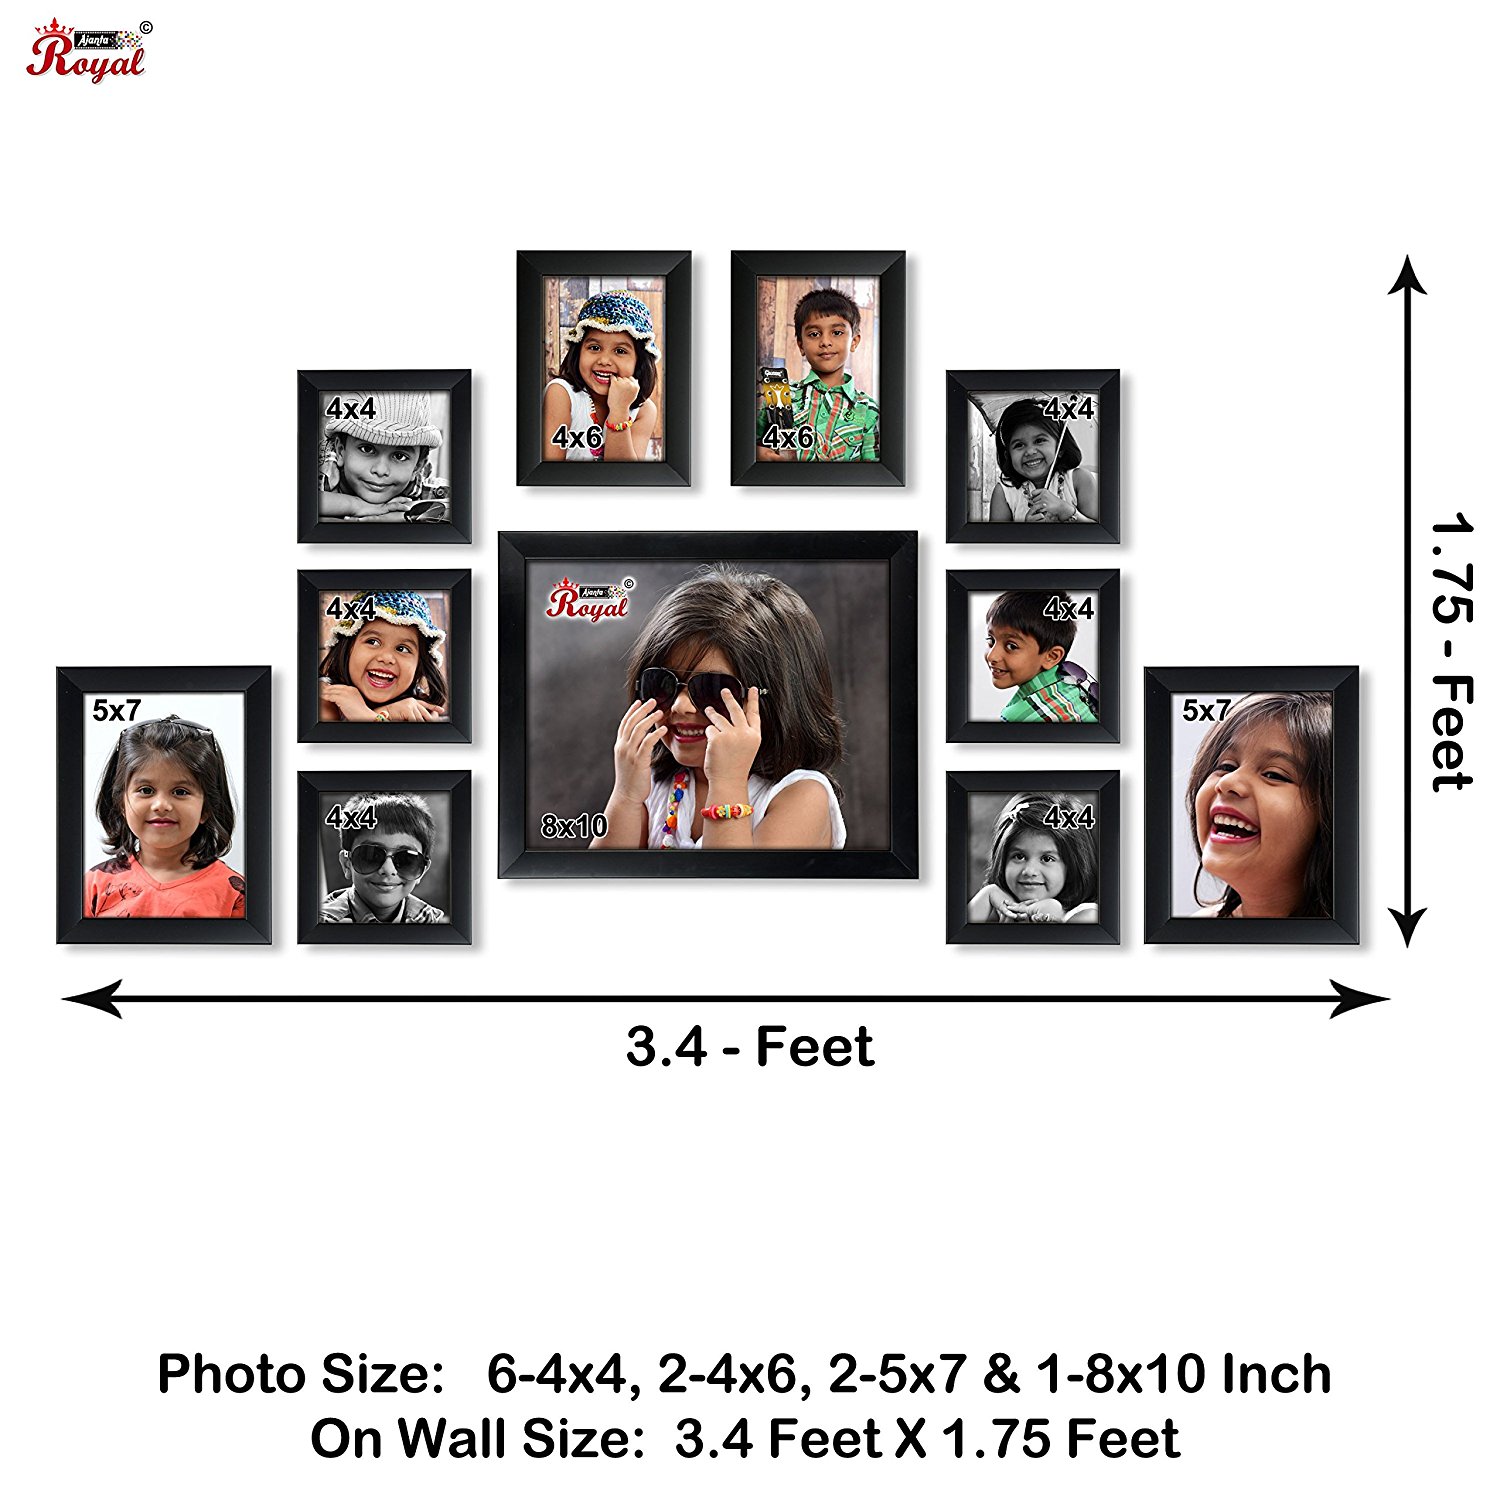 Ajanta ©
Royal
4x6
4x6
4x4
4x4
4x4
4x4
Ajanta ©
Royal
5x7
5x7
4x4
4x4
8x10
1.75 - Feet
3.4 - Feet
Photo Size: 6-4x4, 2-4x6, 2-5x7 & 1-8x10 Inch
On Wall Size: 3.4 Feet X 1.75 Feet